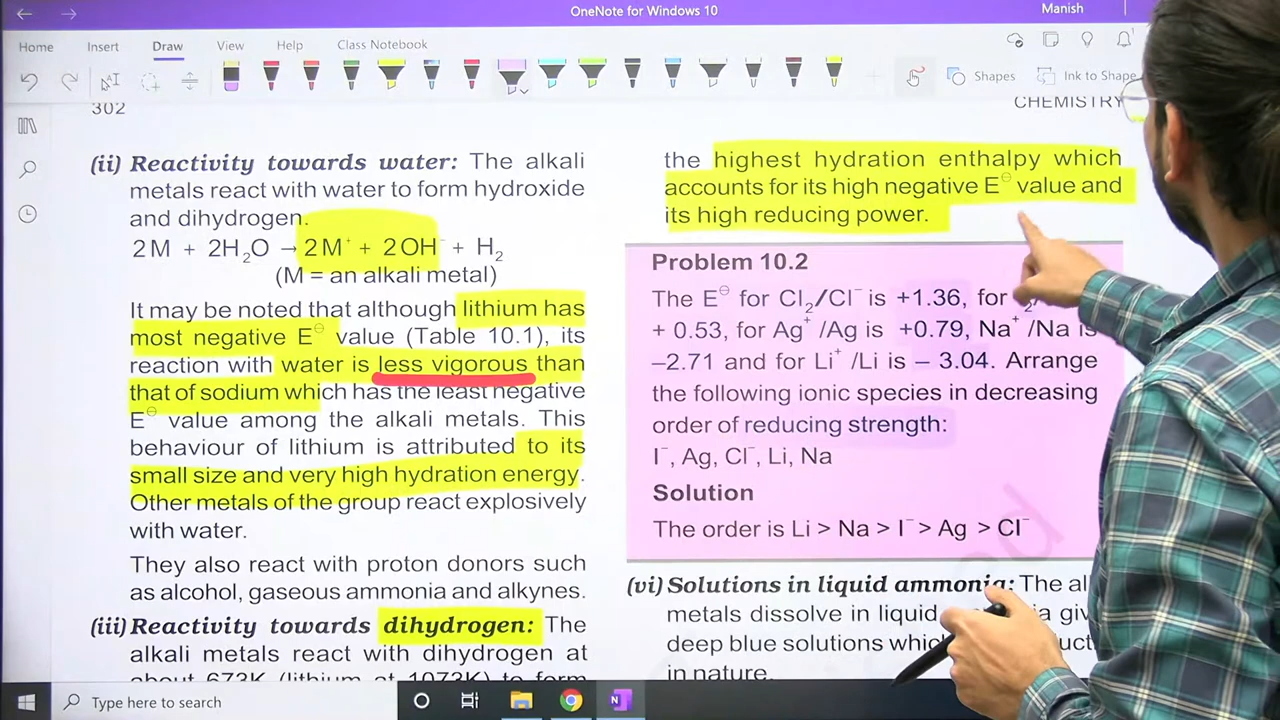 OneNote for Windows 10
Manish
Home Insert Draw View Help Class Notebook
Shapes
Ink to Shape
302
CHEMISTRY
(ii) Reactivity towards water: The alkali
metals react with water to form hydroxide
and dihydrogen.
2M + 2H₂O → 2M⁺ + 2OH⁻ + H₂
(M = an alkali metal)
It may be noted that although lithium has
most negative E⊖ value (Table 10.1), its
reaction with water is less vigorous than
that of sodium which has the least negative
E⊖ value among the alkali metals. This
behaviour of lithium is attributed to its
small size and very high hydration energy.
Other metals of the group react explosively
with water.
They also react with proton donors such
as alcohol, gaseous ammonia and alkynes.
(iii) Reactivity towards dihydrogen: The
alkali metals react with dihydrogen at
about 673K (lithium at 1073K) to form
the highest hydration enthalpy which
accounts for its high negative E⊖ value and
its high reducing power.
Problem 10.2
The E⊖ for Cl₂/Cl⁻ is +1.36, for
+ 0.53, for Ag⁺ /Ag is +0.79, Na⁺ /Na is
–2.71 and for Li⁺ /Li is – 3.04. Arrange
the following ionic species in decreasing
order of reducing strength:
I⁻, Ag, Cl⁻, Li, Na
Solution
The order is Li > Na > I⁻ > Ag > Cl⁻
(vi) Solutions in liquid ammonia: The al
metals dissolve in liquid giv
deep blue solutions
in nature.
Type here to search